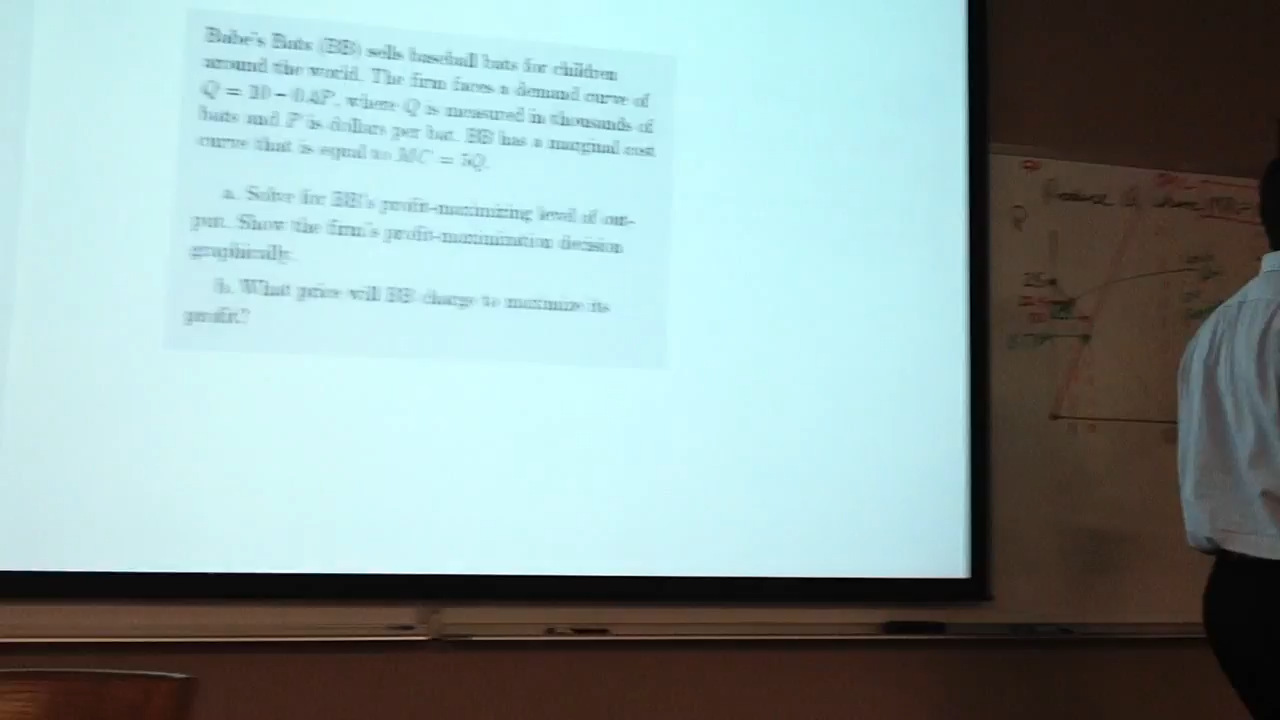 Babe's Bats (BB) sells baseball bats for children
around the world. The firm faces a demand curve of
Q = 10 − 0.4P, where Q is measured in thousands of
bats and P is dollars per bat. BB has a marginal cost
curve that is equal to MC = 5Q.
a. Solve for BB's profit-maximizing level of out-
put. Show the firm's profit-maximization decision
graphically.
b. What price will BB charge to maximize its
profit?